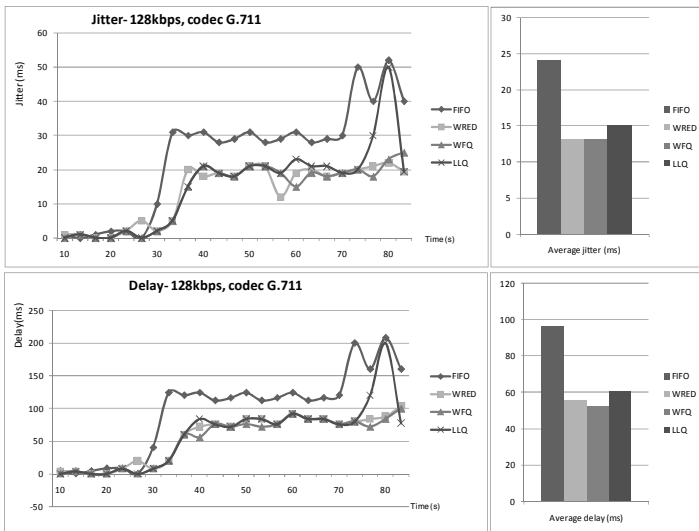 Jitter- 128kbps, codec G.711
60
50
40
30
20
10
0
Jitter (ms)
10 20 30 40 50 60 70 80
Time (s)
FIFO
WRED
WFQ
LLQ
30
25
20
15
10
5
0
Average jitter (ms)
FIFO
WRED
WFQ
LLQ
Delay- 128kbps, codec G.711
250
200
150
100
50
0
-50
Delay(ms)
10 20 30 40 50 60 70 80
Time(s)
FIFO
WRED
WFQ
LLQ
120
100
80
60
40
20
0
Average delay (ms)
FIFO
WRED
WFQ
LLQ